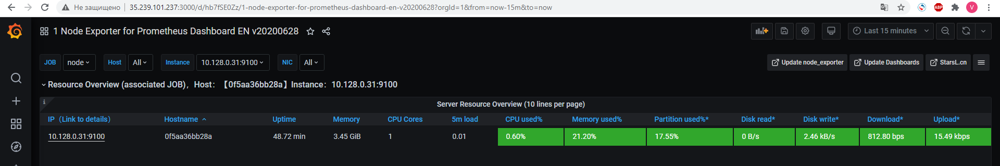 Не защищено | 35.239.101.237:3000/d/hb7fSE0Zz/1-node-exporter-for-prometheus-dashboard-en-v20200628?orgId=1&from=now-15m&to=now ABP V
1 Node Exporter for Prometheus Dashboard EN v20200628 Last 15 minutes
JOB node Host All Instance 10.128.0.31:9100 NIC All Update node_exporter Update Dashboards StarsL.cn
Resource Overview (associated JOB)，Host：【0f5aa36bb28a】Instance：10.128.0.31:9100
i Server Resource Overview (10 lines per page)
IP（Link to details） Hostname Uptime Memory CPU Cores 5m load CPU used% Memory used% Partition used%* Disk read* Disk write* Download* Upload*
10.128.0.31:9100 0f5aa36bb28a 48.72 min 3.45 GiB 1 0.01 0.60% 21.20% 17.55% 0 B/s 2.46 kB/s 812.80 bps 15.49 kbps